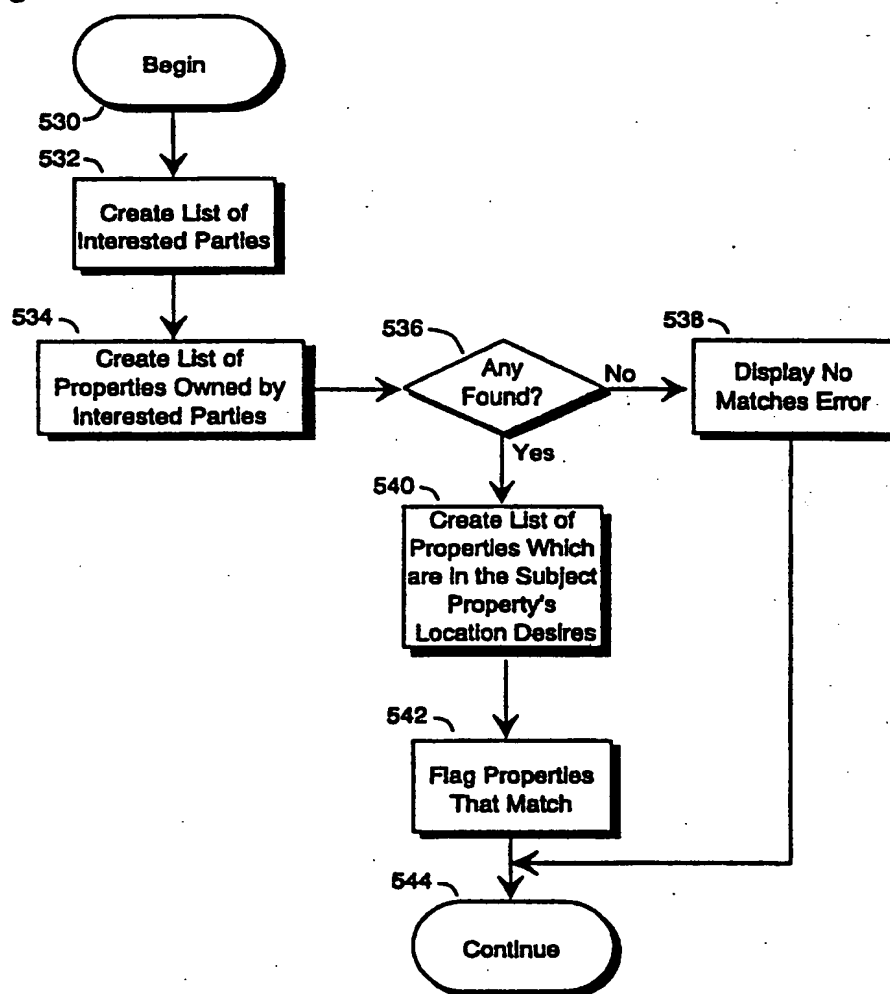 Begin
530
532
Create List of
Interested Parties
534
Create List of
Properties Owned by
Interested Parties
536
Any
Found?
No
538
Display No
Matches Error
Yes
540
Create List of
Properties Which
are in the Subject
Property's
Location Desires
542
Flag Properties
That Match
544
Continue